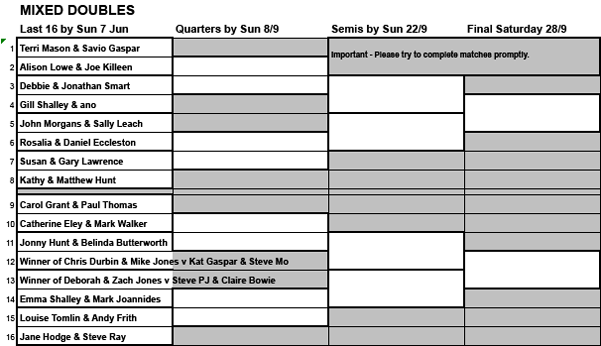 MIXED DOUBLES
Last 16 by Sun 7 Jun Quarters by Sun 8/9 Semis by Sun 22/9 Final Saturday 28/9
1 Terri Mason & Savio Gaspar
Important - Please try to complete matches promptly.
2 Alison Lowe & Joe Killeen
3 Debbie & Jonathan Smart
4 Gill Shalley & ano
5 John Morgans & Sally Leach
6 Rosalia & Daniel Eccleston
7 Susan & Gary Lawrence
8 Kathy & Matthew Hunt
9 Carol Grant & Paul Thomas
10 Catherine Eley & Mark Walker
11 Jonny Hunt & Belinda Butterworth
12 Winner of Chris Durbin & Mike Jones v Kat Gaspar & Steve Mo
13 Winner of Deborah & Zach Jones v Steve PJ & Claire Bowie
14 Emma Shalley & Mark Joannides
15 Louise Tomlin & Andy Frith
16 Jane Hodge & Steve Ray